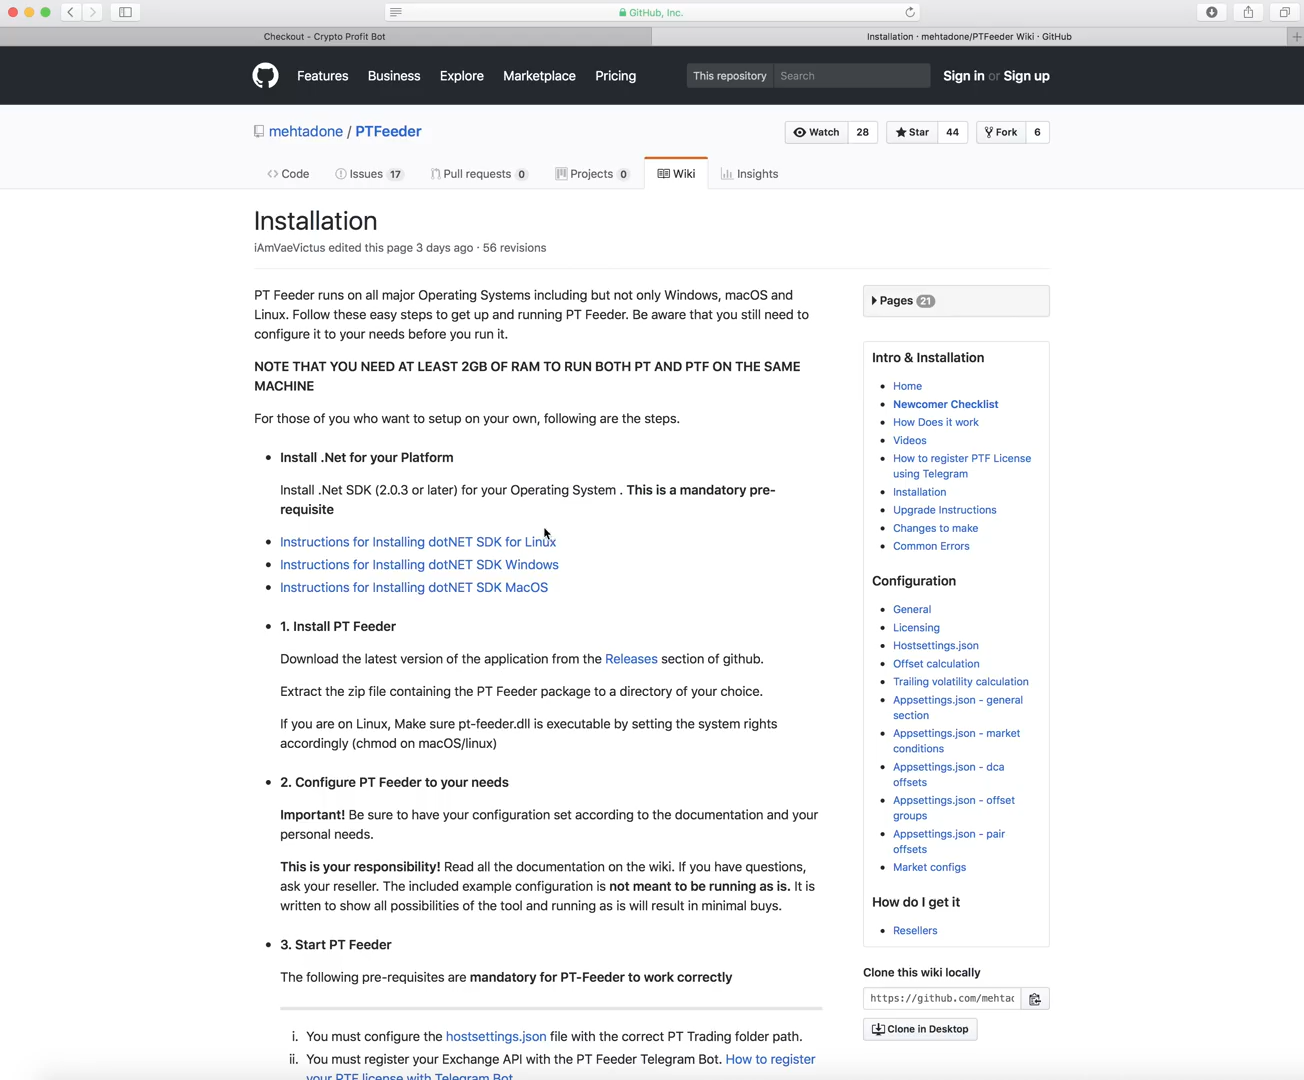 GitHub, Inc.
Checkout - Crypto Profit Bot
Installation · mehtadone/PTFeeder Wiki · GitHub
Features Business Explore Marketplace Pricing
This repository Search
Sign in or Sign up
mehtadone / PTFeeder
Watch 28 Star 44 Fork 6
Code Issues 17 Pull requests 0 Projects 0 Wiki Insights
Installation
iAmVaeVictus edited this page 3 days ago · 56 revisions
PT Feeder runs on all major Operating Systems including but not only Windows, macOS and
Linux. Follow these easy steps to get up and running PT Feeder. Be aware that you still need to
configure it to your needs before you run it.
NOTE THAT YOU NEED AT LEAST 2GB OF RAM TO RUN BOTH PT AND PTF ON THE SAME
MACHINE
For those of you who want to setup on your own, following are the steps.
• Install .Net for your Platform
Install .Net SDK (2.0.3 or later) for your Operating System . This is a mandatory pre-
requisite
• Instructions for Installing dotNET SDK for Linux
• Instructions for Installing dotNET SDK Windows
• Instructions for Installing dotNET SDK MacOS
• 1. Install PT Feeder
Download the latest version of the application from the Releases section of github.
Extract the zip file containing the PT Feeder package to a directory of your choice.
If you are on Linux, Make sure pt-feeder.dll is executable by setting the system rights
accordingly (chmod on macOS/linux)
• 2. Configure PT Feeder to your needs
Important! Be sure to have your configuration set according to the documentation and your
personal needs.
This is your responsibility! Read all the documentation on the wiki. If you have questions,
ask your reseller. The included example configuration is not meant to be running as is. It is
written to show all possibilities of the tool and running as is will result in minimal buys.
• 3. Start PT Feeder
The following pre-requisites are mandatory for PT-Feeder to work correctly
i. You must configure the hostsettings.json file with the correct PT Trading folder path.
ii. You must register your Exchange API with the PT Feeder Telegram Bot. How to register
your PTF license with Telegram Bot
Pages 21
Intro & Installation
• Home
• Newcomer Checklist
• How Does it work
• Videos
• How to register PTF License
using Telegram
• Installation
• Upgrade Instructions
• Changes to make
• Common Errors
Configuration
• General
• Licensing
• Hostsettings.json
• Offset calculation
• Trailing volatility calculation
• Appsettings.json - general
section
• Appsettings.json - market
conditions
• Appsettings.json - dca
offsets
• Appsettings.json - offset
groups
• Appsettings.json - pair
offsets
• Market configs
How do I get it
• Resellers
Clone this wiki locally
https://github.com/mehtac
Clone in Desktop